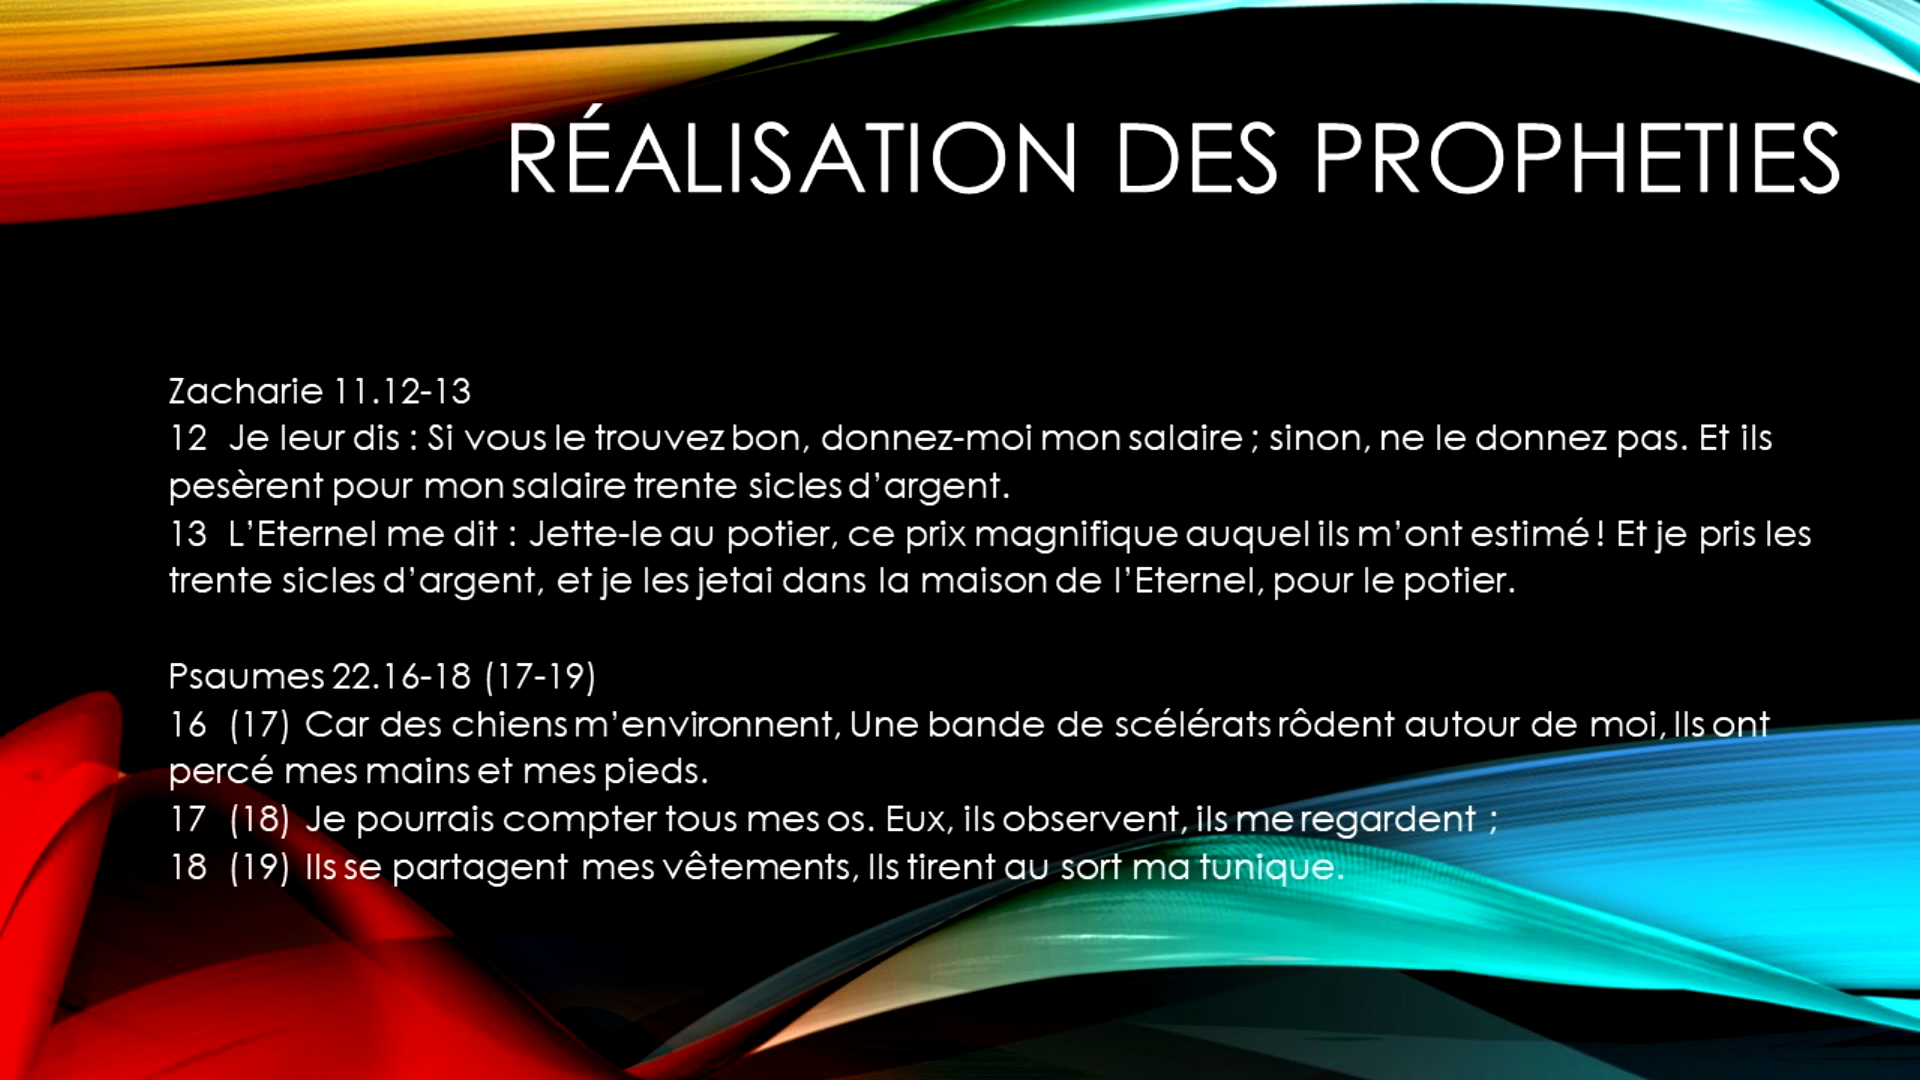 RÉALISATION DES PROPHETIES
Zacharie 11.12-13
12 Je leur dis : Si vous le trouvez bon, donnez-moi mon salaire ; sinon, ne le donnez pas. Et ils
pesèrent pour mon salaire trente sicles d’argent.
13 L’Eternel me dit : Jette-le au potier, ce prix magnifique auquel ils m’ont estimé ! Et je pris les
trente sicles d’argent, et je les jetai dans la maison de l’Eternel, pour le potier.
Psaumes 22.16-18 (17-19)
16 (17) Car des chiens m’environnent, Une bande de scélérats rôdent autour de moi, Ils ont
percé mes mains et mes pieds.
17 (18) Je pourrais compter tous mes os. Eux, ils observent, ils me regardent ;
18 (19) Ils se partagent mes vêtements, Ils tirent au sort ma tunique.